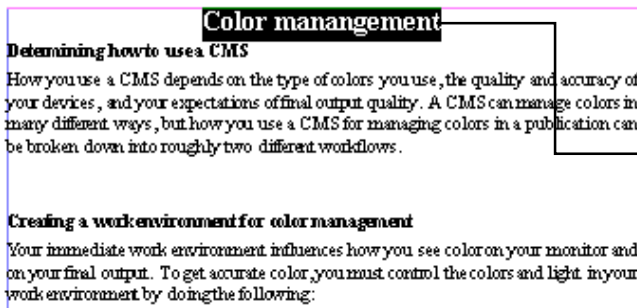 Color manangement
Determining how to use a CMS
How you use a CMS depends on the type of colors you use, the quality and accuracy of
your devices, and your expectations of final output quality. A CMS can manage colors in
many different ways, but how you use a CMS for managing colors in a publication can
be broken down into roughly two different workflows.
Creating a work environment for color management
Your immediate work environment influences how you see color on your monitor and
on your final output. To get accurate color, you must control the colors and light in your
work environment by doing the following: